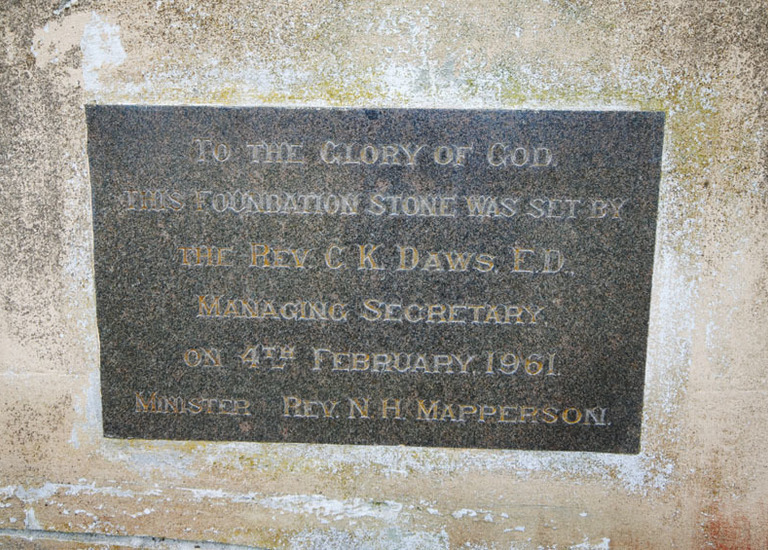 To the Glory of God
This Foundation Stone was set by
the Rev. C. K. Daws, E.D.,
Managing Secretary.
on 4th February, 1961.
Minister Rev. N. H. Mapperson.